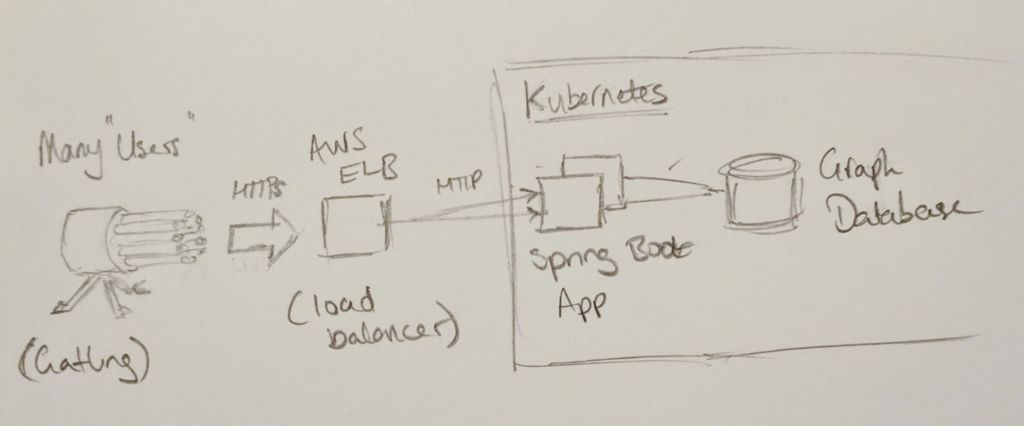 Many "Users"
(Gatling)
HTTPS
AWS
ELB
(load
balancer)
HTTP
Kubernetes
Spring Boot
App
Graph
Database